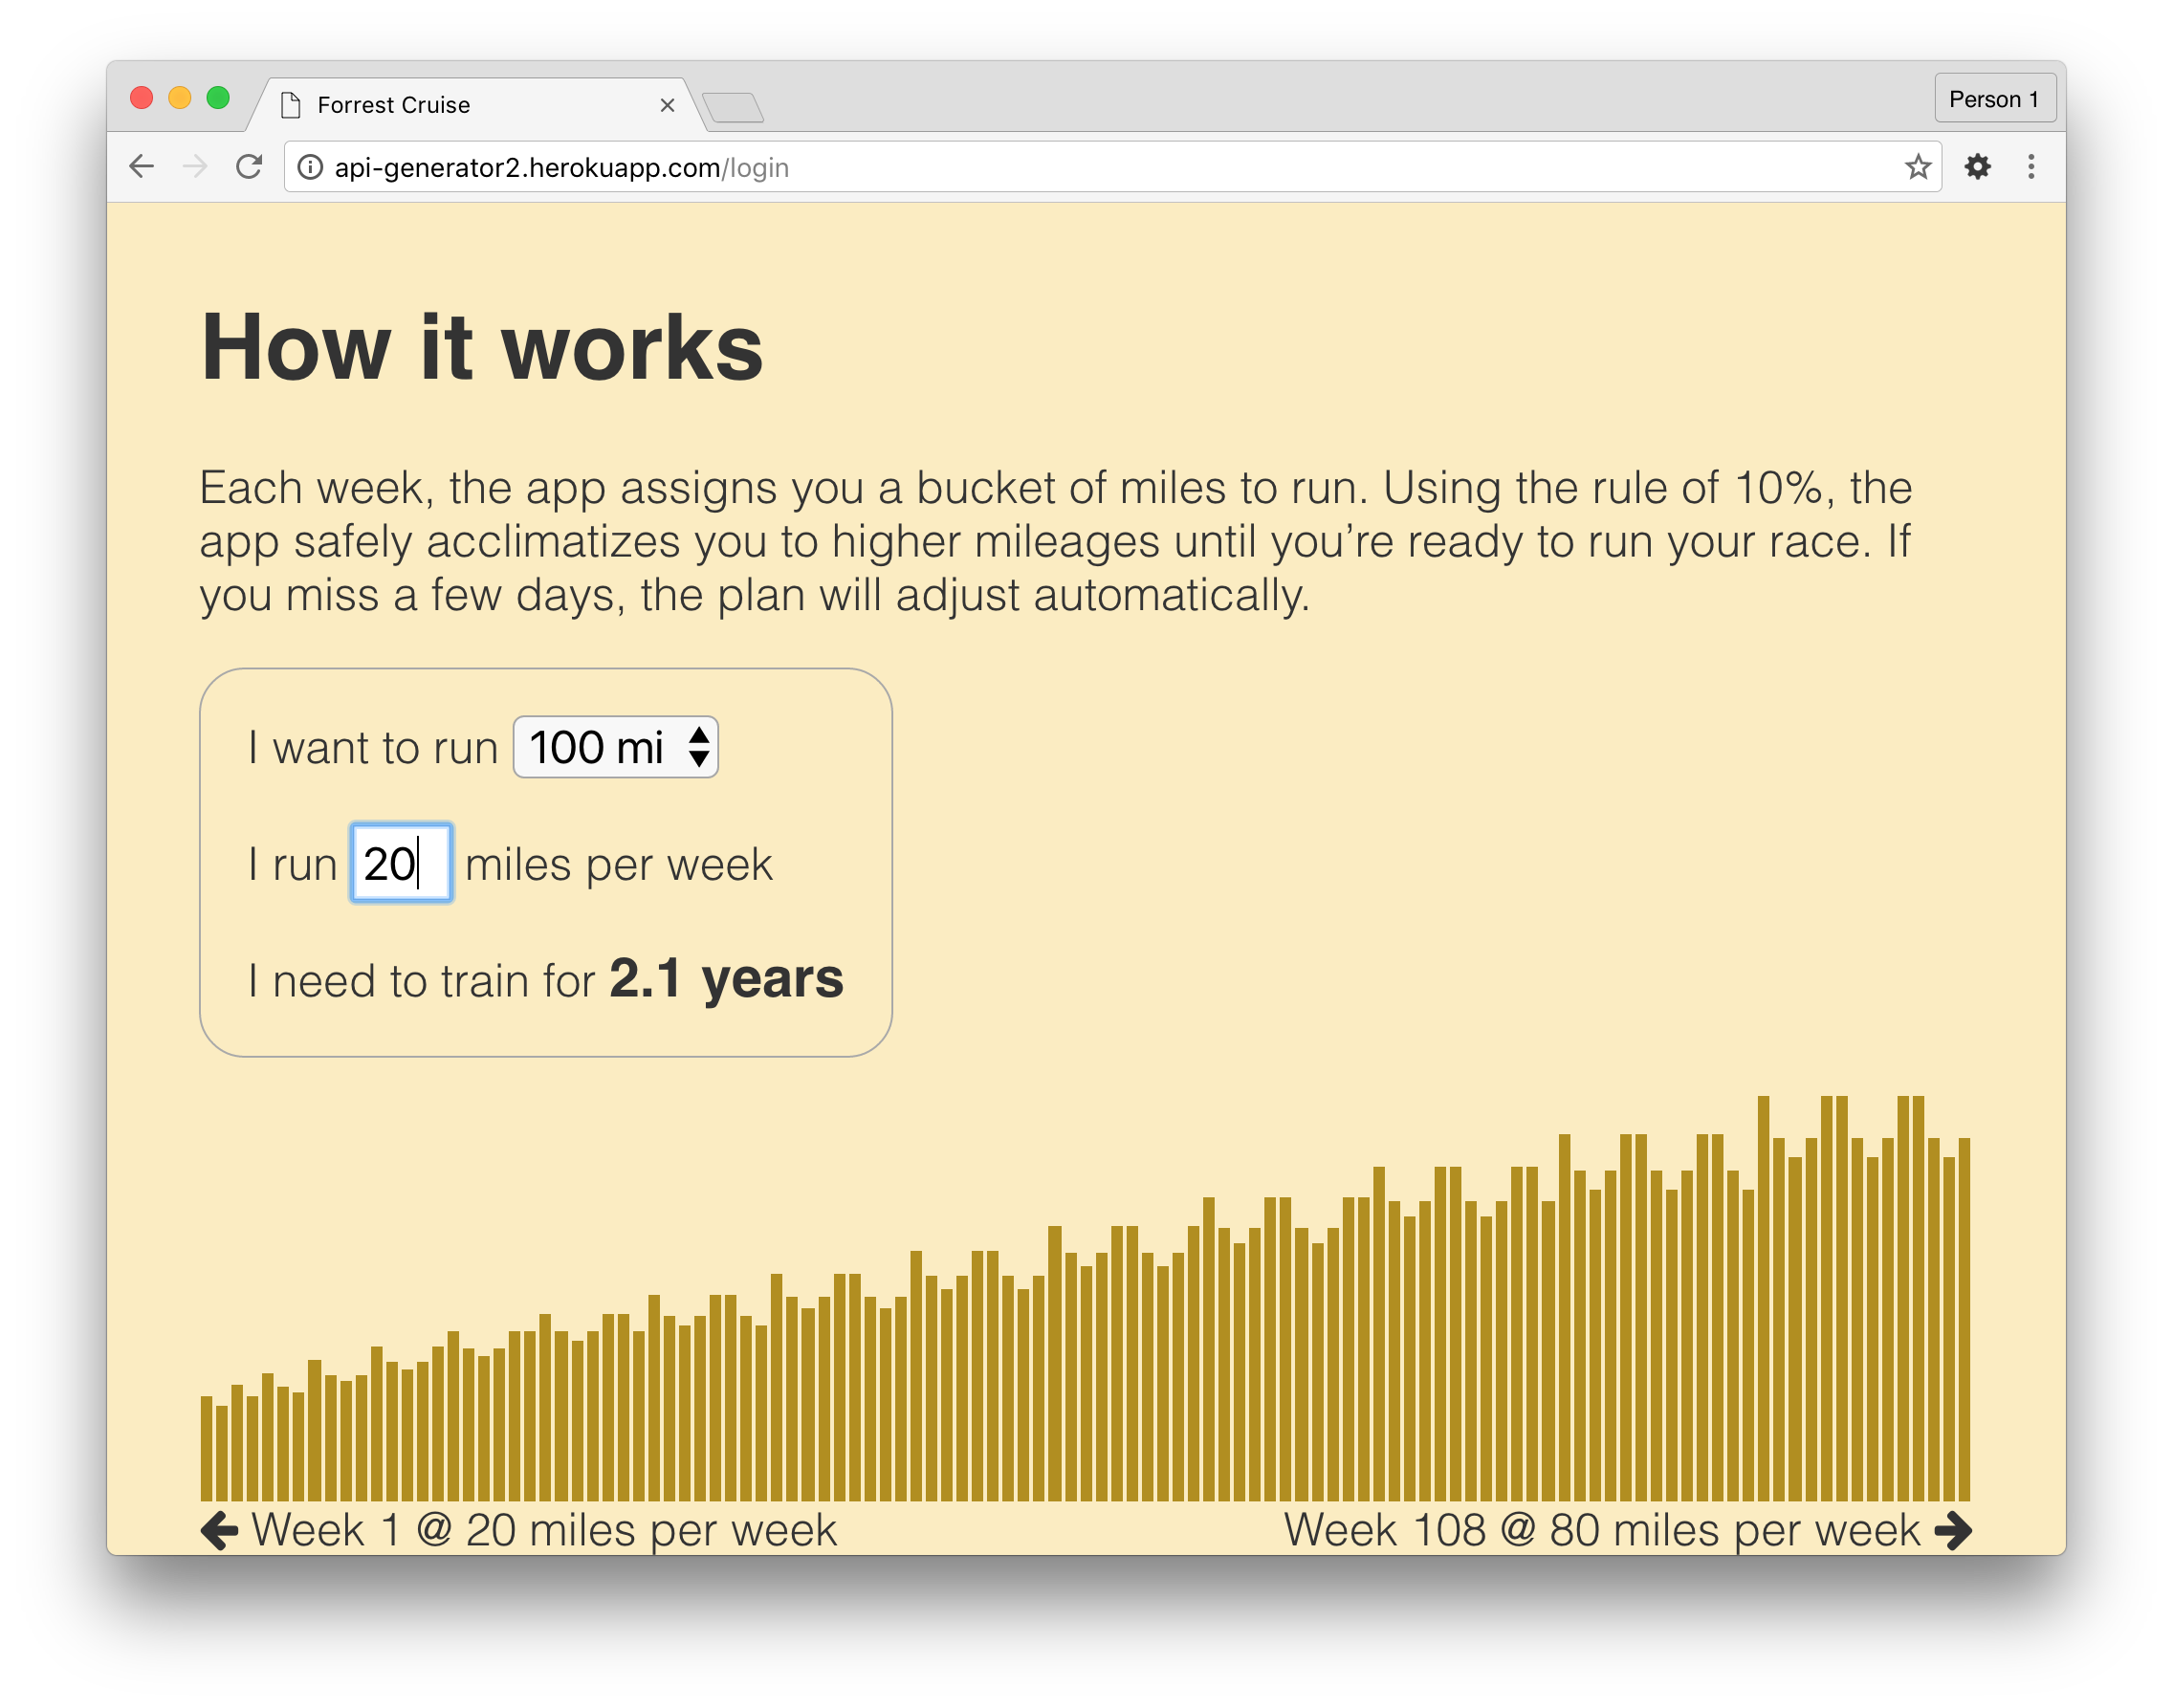 Forrest Cruise
Person 1
api-generator2.herokuapp.com/login
How it works
Each week, the app assigns you a bucket of miles to run. Using the rule of 10%, the
app safely acclimatizes you to higher mileages until you’re ready to run your race. If
you miss a few days, the plan will adjust automatically.
I want to run 100 mi
I run 20 miles per week
I need to train for 2.1 years
Week 1 @ 20 miles per week
Week 108 @ 80 miles per week